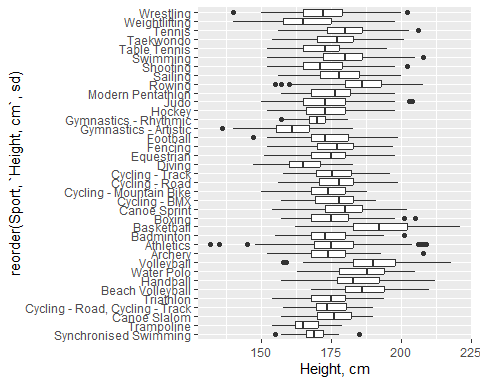 reorder(Sport, `Height, cm`, sd)
Wrestling
Weightlifting
Tennis
Taekwondo
Table Tennis
Swimming
Shooting
Sailing
Rowing
Modern Pentathlon
Judo
Hockey
Gymnastics - Rhythmic
Gymnastics - Artistic
Football
Fencing
Equestrian
Diving
Cycling - Track
Cycling - Road
Cycling - Mountain Bike
Cycling - BMX
Canoe Sprint
Boxing
Basketball
Badminton
Athletics
Archery
Volleyball
Water Polo
Handball
Beach Volleyball
Triathlon
Cycling - Road, Cycling - Track
Canoe Slalom
Trampoline
Synchronised Swimming
150 175 200 225
Height, cm